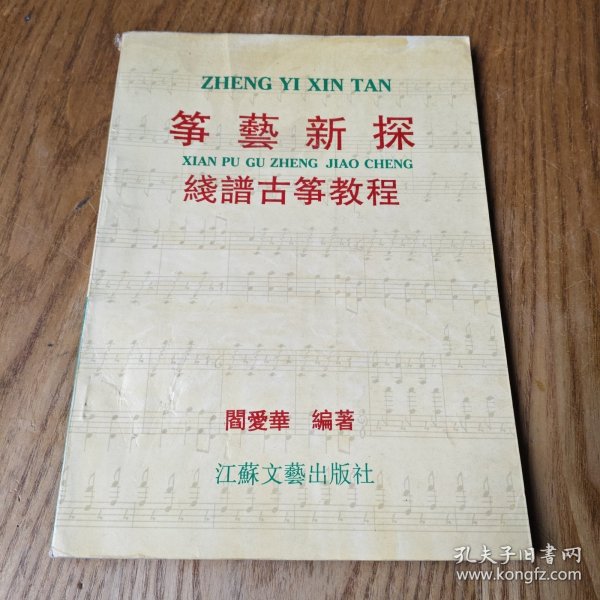 ZHENG YI XIN TAN
筝藝新探
XIAN PU GU ZHENG JIAO CHENG
綫譜古筝教程
閻愛華 編著
江蘇文藝出版社
孔夫子旧书网
www.kongfz.com